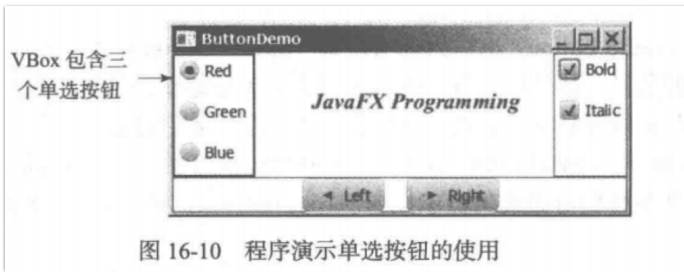 ButtonDemo
VBox 包含三
个单选按钮
Red
Green
Blue
JavaFX Programming
Bold
Italic
Left
Right
图 16-10 程序演示单选按钮的使用